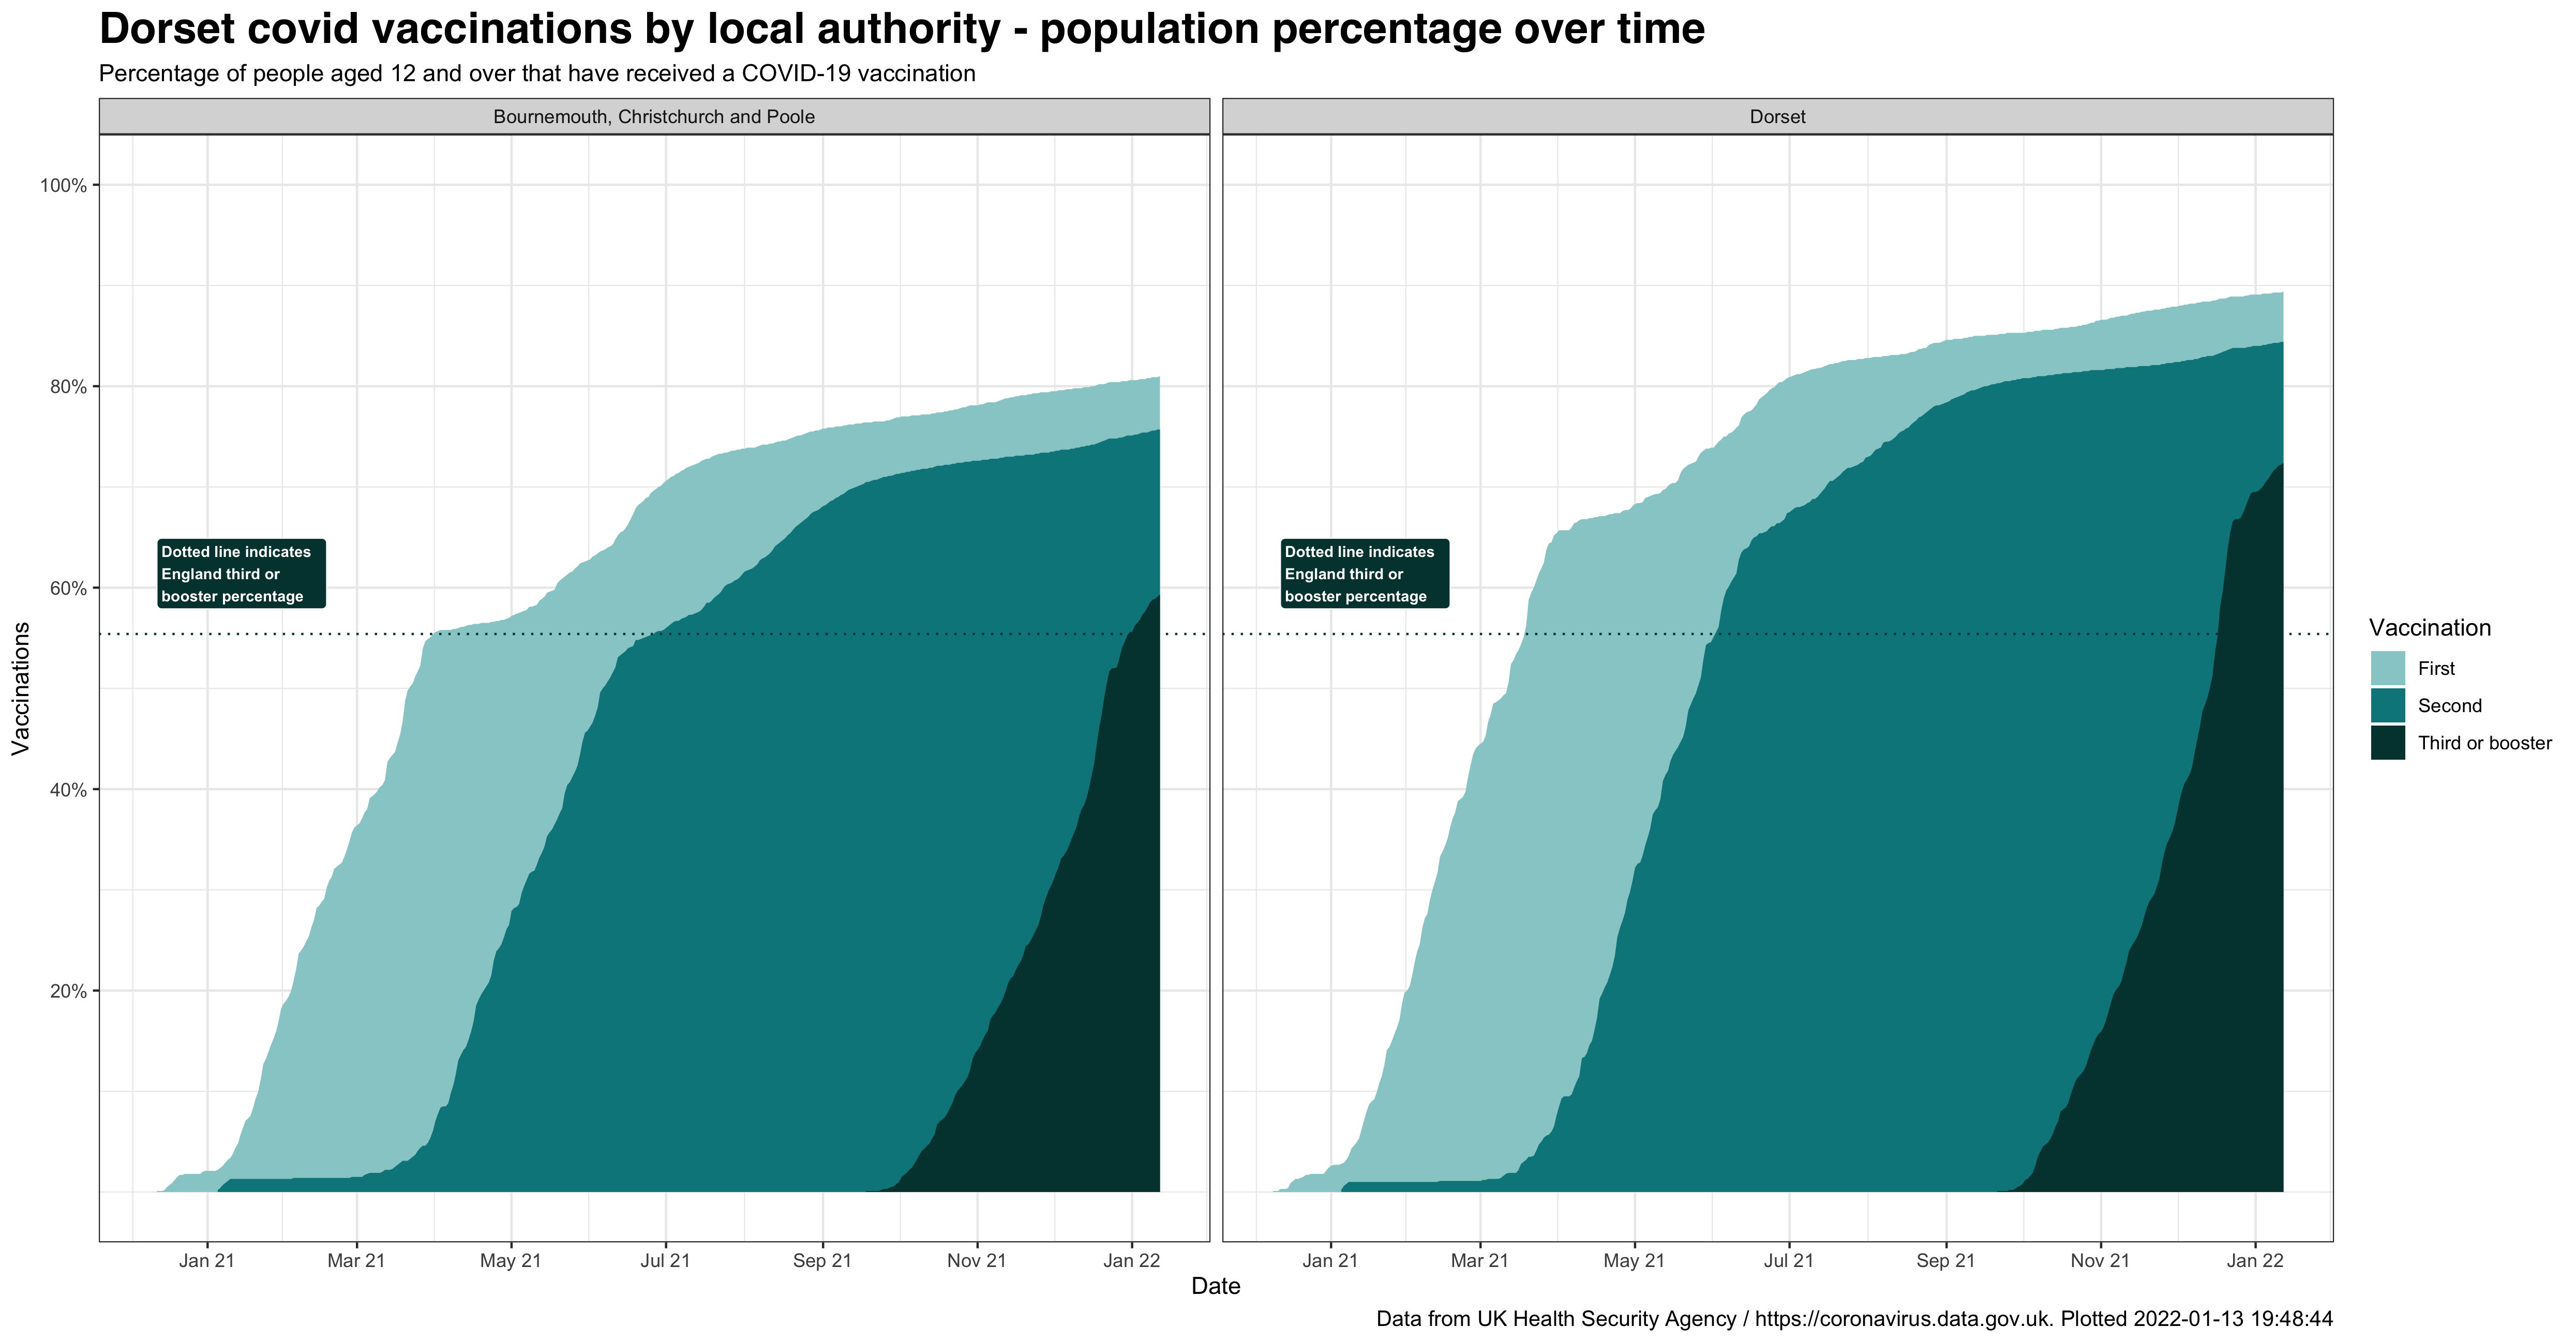 Dorset covid vaccinations by local authority - population percentage over time
Percentage of people aged 12 and over that have received a COVID-19 vaccination
Bournemouth, Christchurch and Poole
Dorset
100%
80%
60%
40%
20%
Vaccinations
Dotted line indicates
England third or
booster percentage
Dotted line indicates
England third or
booster percentage
Vaccination
First
Second
Third or booster
Jan 21 Mar 21 May 21 Jul 21 Sep 21 Nov 21 Jan 22
Jan 21 Mar 21 May 21 Jul 21 Sep 21 Nov 21 Jan 22
Date
Data from UK Health Security Agency / https://coronavirus.data.gov.uk. Plotted 2022-01-13 19:48:44